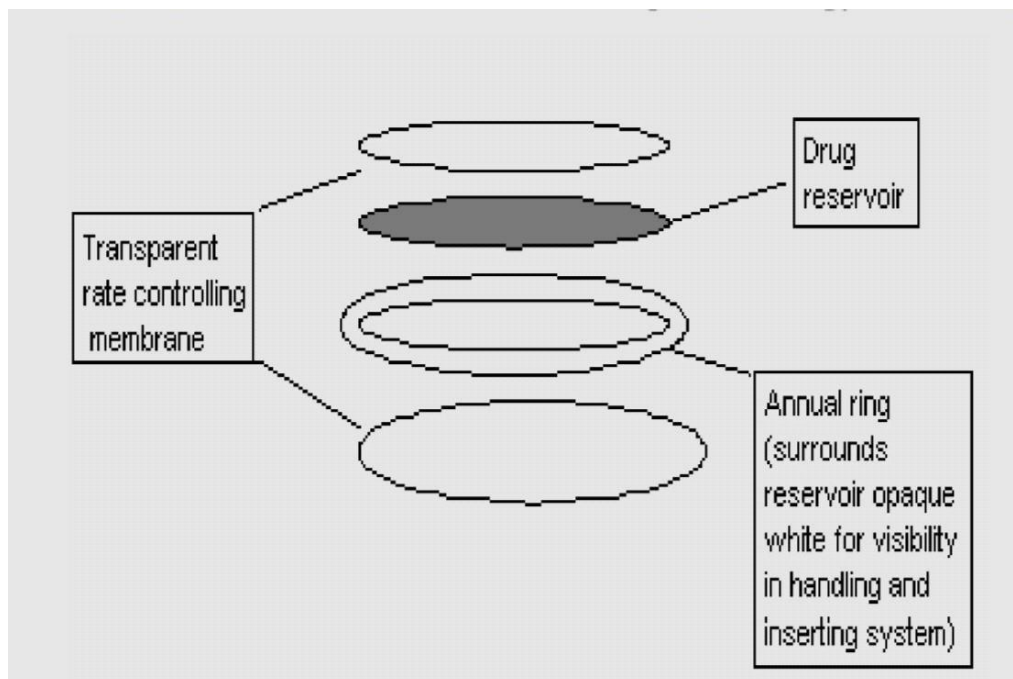 Drug
reservoir
Transparent
rate controlling
membrane
Annual ring
(surrounds
reservoir opaque
white for visibility
in handling and
inserting system)